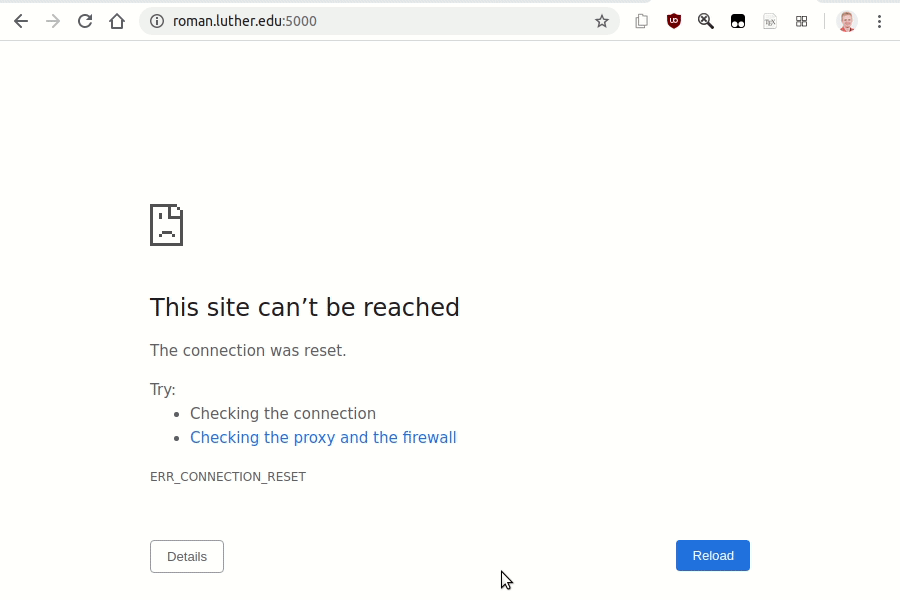 roman.luther.edu:5000
This site can’t be reached
The connection was reset.
Try:
Checking the connection
Checking the proxy and the firewall
ERR_CONNECTION_RESET
Details
Reload